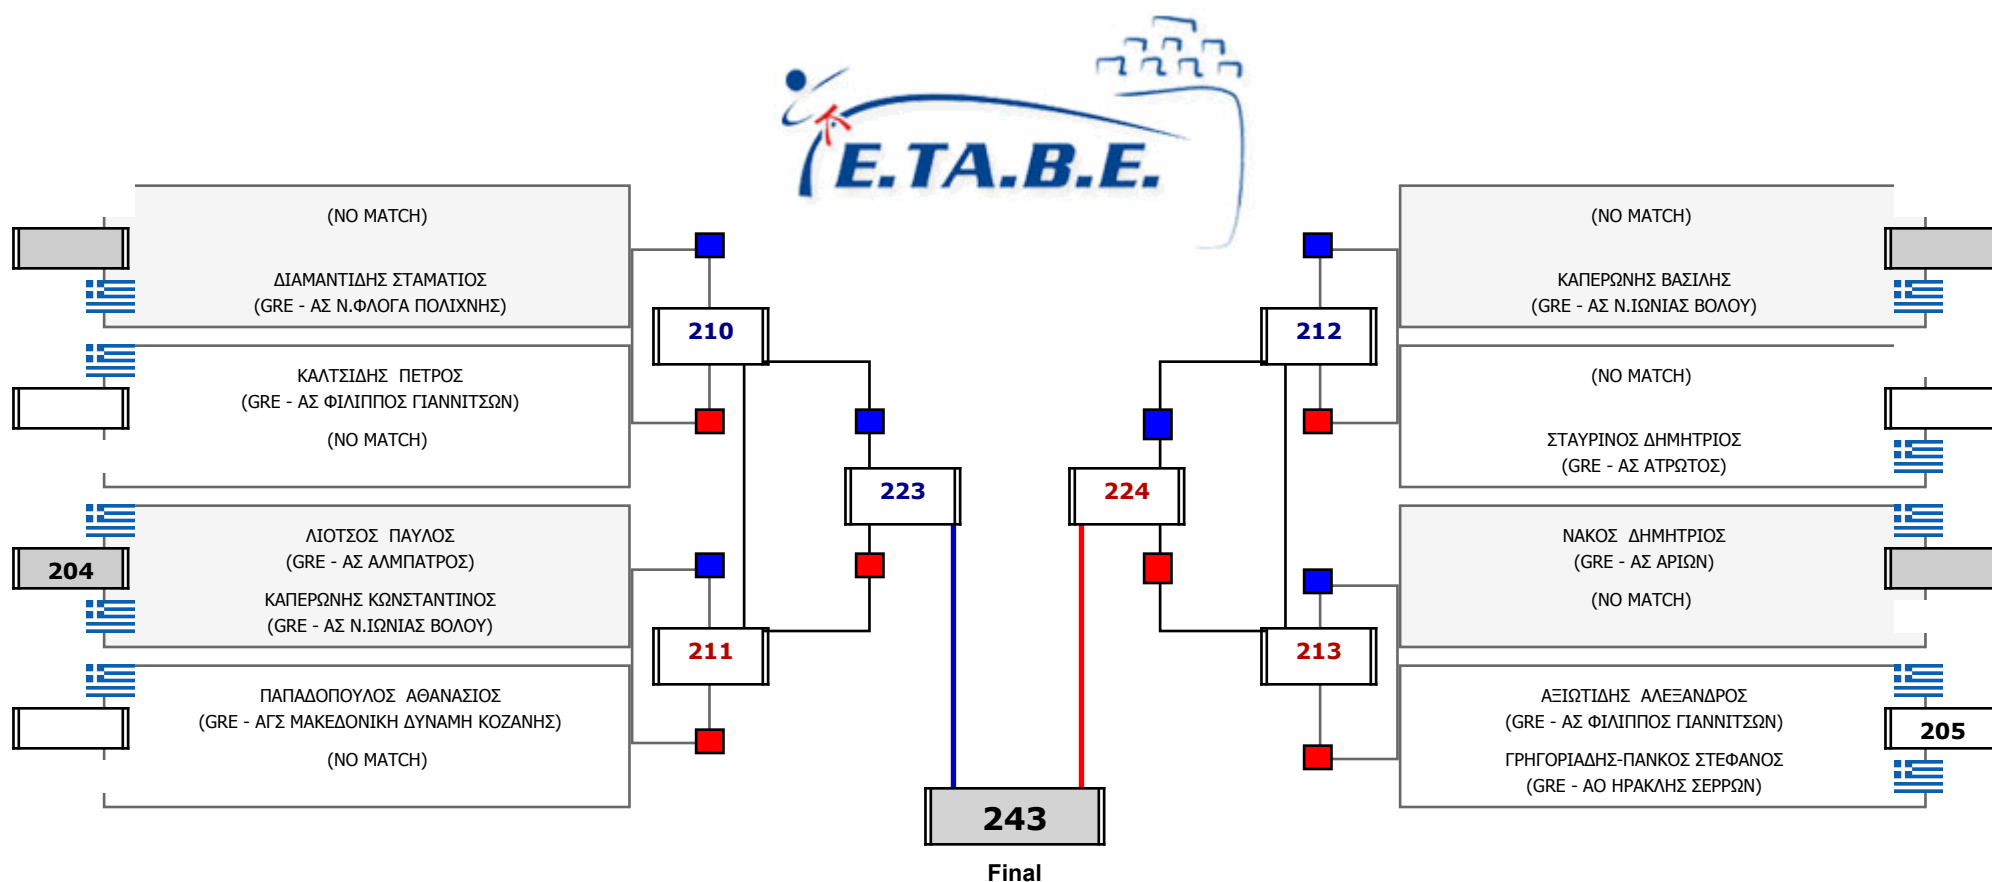 E.TA.B.E.
(NO MATCH)
ΔΙΑΜΑΝΤΙΔΗΣ ΣΤΑΜΑΤΙΟΣ
(GRE - ΑΣ Ν.ΦΛΟΓΑ ΠΟΛΙΧΝΗΣ)
210
ΚΑΛΤΣΙΔΗΣ ΠΕΤΡΟΣ
(GRE - ΑΣ ΦΙΛΙΠΠΟΣ ΓΙΑΝΝΙΤΣΩΝ)
(NO MATCH)
223
204
ΛΙΟΤΣΟΣ ΠΑΥΛΟΣ
(GRE - ΑΣ ΑΛΜΠΑΤΡΟΣ)
ΚΑΠΕΡΩΝΗΣ ΚΩΝΣΤΑΝΤΙΝΟΣ
(GRE - ΑΣ Ν.ΙΩΝΙΑΣ ΒΟΛΟΥ)
211
ΠΑΠΑΔΟΠΟΥΛΟΣ ΑΘΑΝΑΣΙΟΣ
(GRE - ΑΓΣ ΜΑΚΕΔΟΝΙΚΗ ΔΥΝΑΜΗ ΚΟΖΑΝΗΣ)
(NO MATCH)
(NO MATCH)
ΚΑΠΕΡΩΝΗΣ ΒΑΣΙΛΗΣ
(GRE - ΑΣ Ν.ΙΩΝΙΑΣ ΒΟΛΟΥ)
212
(NO MATCH)
ΣΤΑΥΡΙΝΟΣ ΔΗΜΗΤΡΙΟΣ
(GRE - ΑΣ ΑΤΡΩΤΟΣ)
224
ΝΑΚΟΣ ΔΗΜΗΤΡΙΟΣ
(GRE - ΑΣ ΑΡΙΩΝ)
(NO MATCH)
213
ΑΞΙΩΤΙΔΗΣ ΑΛΕΞΑΝΔΡΟΣ
(GRE - ΑΣ ΦΙΛΙΠΠΟΣ ΓΙΑΝΝΙΤΣΩΝ)
205
ΓΡΗΓΟΡΙΑΔΗΣ-ΠΑΝΚΟΣ ΣΤΕΦΑΝΟΣ
(GRE - ΑΟ ΗΡΑΚΛΗΣ ΣΕΡΡΩΝ)
243
Final